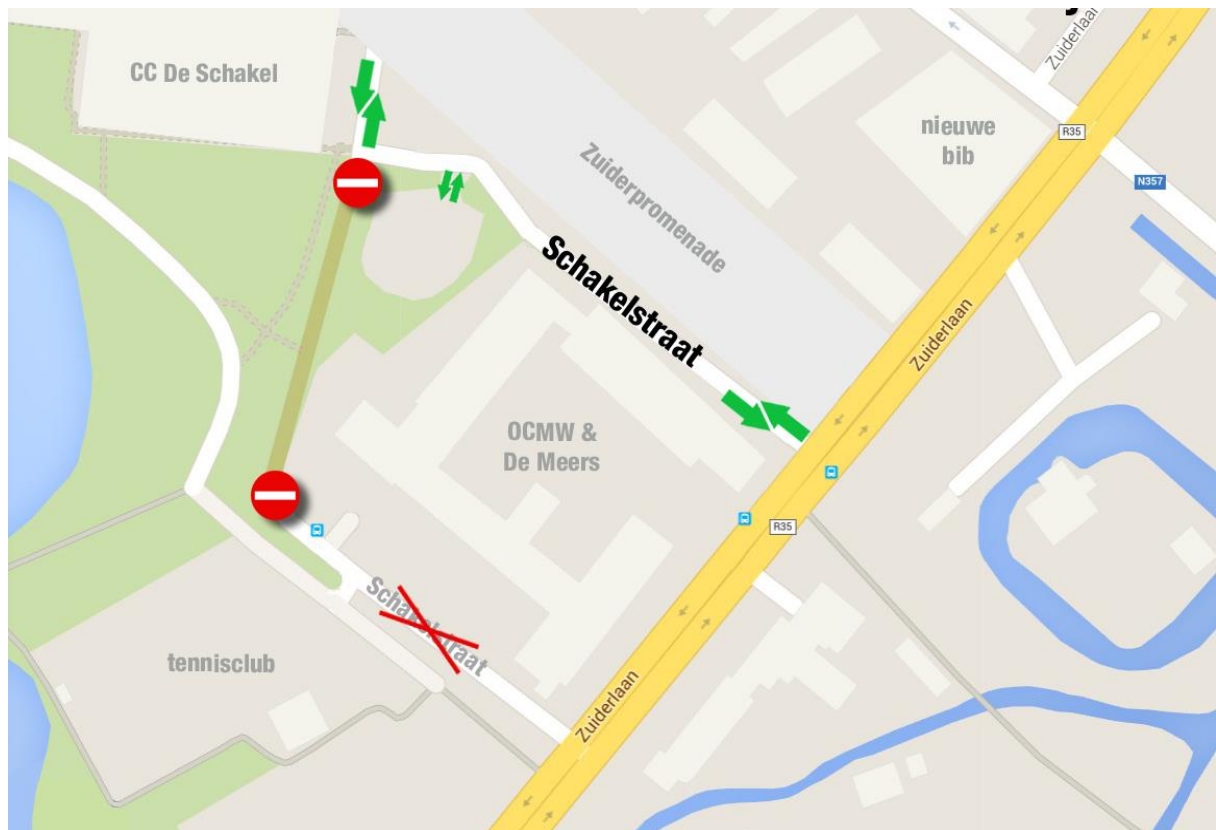 CC De Schakel
Zuiderlaan
R35
nieuwe
bib
N357
Zuiderpromenade
Schakelstraat
Zuiderlaan
OCMW &
De Meers
R35
Schakelstraat
tennisclub
Zuiderlaan